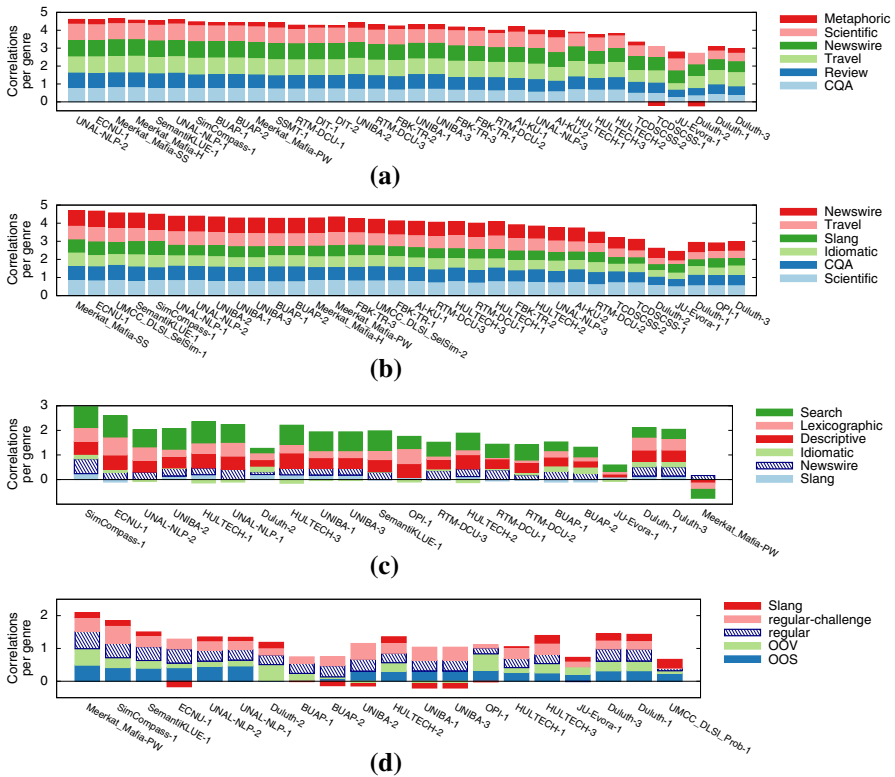 Correlations
per genre
5
4
3
2
1
0
Metaphoric
Scientific
Newswire
Travel
Review
CQA
UNAL-NLP-2
ECNU-1
Meerkat_Mafia-SS
Meerkat_Mafia-H
SemantiKLUE-1
UNAL-NLP-1
SimCompass-1
BUAP-1
BUAP-2
Meerkat_Mafia-PW
SSMT-1
RTM-DCU-1
DIT-1
DIT-2
UNIBA-2
RTM-DCU-3
FBK-TR-2
UNIBA-1
UNIBA-3
FBK-TR-3
FBK-TR-1
RTM-DCU-2
AI-KU-1
UNAL-NLP-3
AI-KU-2
HULTECH-1
HULTECH-3
HULTECH-2
TCDSCSS-2
TCDSCSS-1
JU-Evora-1
Duluth-2
Duluth-1
Duluth-3
(a)
Correlations
per genre
5
4
3
2
1
0
Newswire
Travel
Slang
Idiomatic
CQA
Scientific
Meerkat_Mafia-SS
ECNU-1
UMCC_DLSI_SelSim-1
SemantiKLUE-1
SimCompass-1
UNAL-NLP-1
UNAL-NLP-2
UNIBA-2
UNIBA-1
UNIBA-3
BUAP-1
BUAP-2
Meerkat_Mafia-H
Meerkat_Mafia-PW
FBK-TR-3
UMCC_DLSI_SelSim-2
FBK-TR-1
AI-KU-1
RTM-DCU-3
HULTECH-3
RTM-DCU-1
HULTECH-1
FBK-TR-2
HULTECH-2
UNAL-NLP-3
AI-KU-2
RTM-DCU-2
TCDSCSS-2
TCDSCSS-1
Duluth-2
JU-Evora-1
Duluth-1
OPI-1
Duluth-3
(b)
Correlations
per genre
3
2
1
0
Search
Lexicographic
Descriptive
Idiomatic
Newswire
Slang
SimCompass-1
ECNU-1
UNAL-NLP-2
UNIBA-2
HULTECH-1
UNAL-NLP-1
Duluth-2
HULTECH-3
UNIBA-1
UNIBA-3
SemantiKLUE-1
OPI-1
RTM-DCU-3
HULTECH-2
RTM-DCU-1
RTM-DCU-2
BUAP-1
BUAP-2
JU-Evora-1
Duluth-1
Duluth-3
Meerkat_Mafia-PW
(c)
Correlations
per genre
2
1
0
Slang
regular-challenge
regular
OOV
OOS
Meerkat_Mafia-PW
SimCompass-1
SemantiKLUE-1
ECNU-1
UNAL-NLP-2
UNAL-NLP-1
Duluth-2
BUAP-1
BUAP-2
UNIBA-2
HULTECH-2
UNIBA-1
UNIBA-3
OPI-1
HULTECH-1
HULTECH-3
JU-Evora-1
Duluth-3
Duluth-1
UMCC_DLSI_Prob-1
(d)